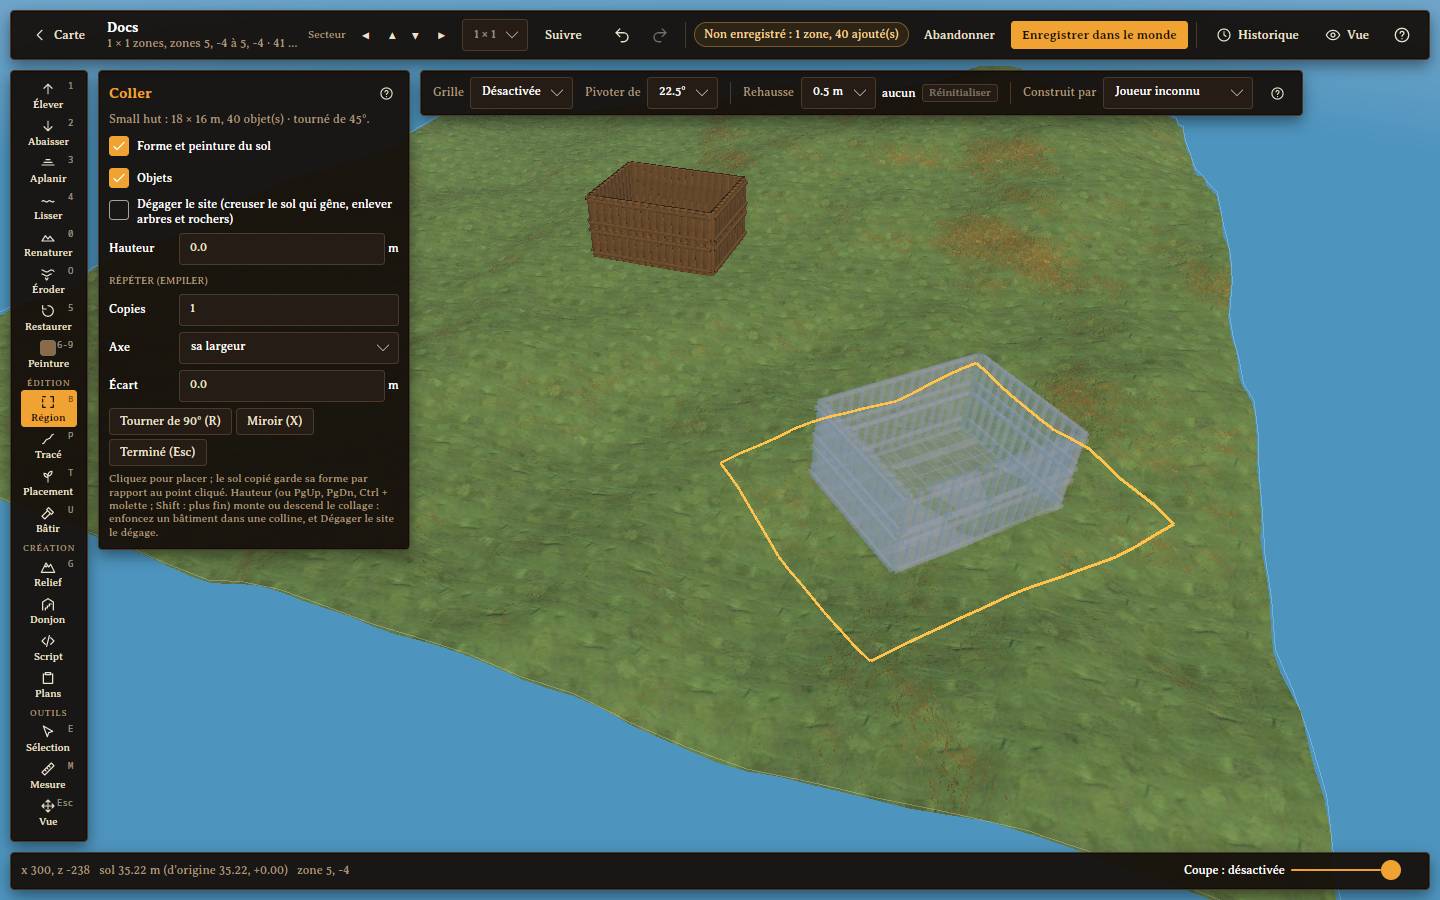 Carte
Docs
1 × 1 zones, zones 5, -4 à 5, -4 · 41 ...
Secteur
1 × 1
Suivre
Non enregistré : 1 zone, 40 ajouté(s)
Abandonner
Enregistrer dans le monde
Historique
Vue
Élever 1
Abaisser 2
Aplanir 3
Lisser 4
Renaturer 0
Éroder O
Restaurer 5
Peinture 6-9
ÉDITION
Région B
Tracé P
Placement T
Bâtir U
CRÉATION
Relief G
Donjon
Script
Plans
OUTILS
Sélection E
Mesure M
Vue Esc
Coller
Small hut : 18 × 16 m, 40 objet(s) · tourné de 45°.
Forme et peinture du sol
Objets
Dégager le site (creuser le sol qui gêne, enlever
arbres et rochers)
Hauteur 0.0 m
RÉPÉTER (EMPILER)
Copies 1
Axe sa largeur
Écart 0.0 m
Tourner de 90° (R) Miroir (X)
Terminé (Esc)
Cliquez pour placer ; le sol copié garde sa forme par
rapport au point cliqué. Hauteur (ou PgUp, PgDn, Ctrl +
molette ; Shift : plus fin) monte ou descend le collage :
enfoncez un bâtiment dans une colline, et Dégager le site
le dégage.
Grille Désactivée Pivoter de 22.5° Rehausse 0.5 m aucun Réinitialiser Construit par Joueur inconnu
x 300, z -238 sol 35.22 m (d'origine 35.22, +0.00) zone 5, -4
Coupe : désactivée